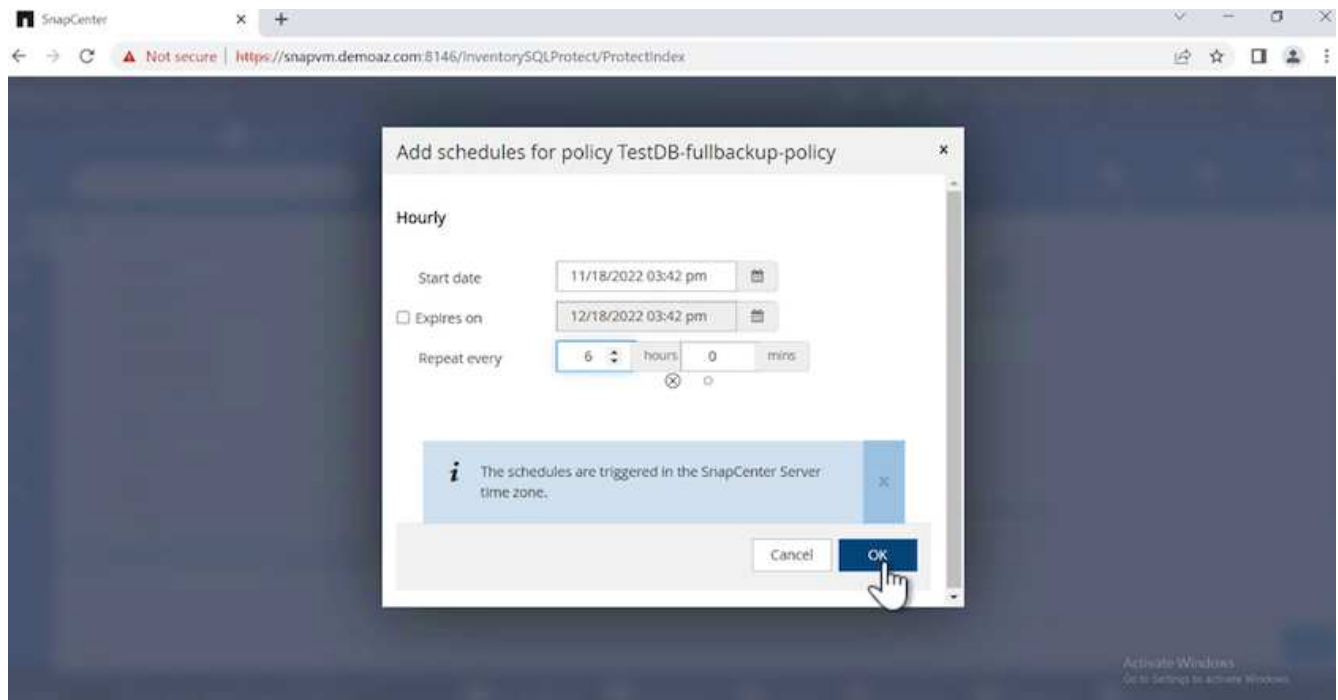 SnapCenter
Not secure | https://snapvm.demoaz.com:8146/InventorySQLProtect/ProtectIndex
Add schedules for policy TestDB-fullbackup-policy
Hourly
Start date 11/18/2022 03:42 pm
Expires on 12/18/2022 03:42 pm
Repeat every 6 hours 0 mins
The schedules are triggered in the SnapCenter Server
time zone.
Cancel OK
Activate Windows
Go to Settings to activate Windows.